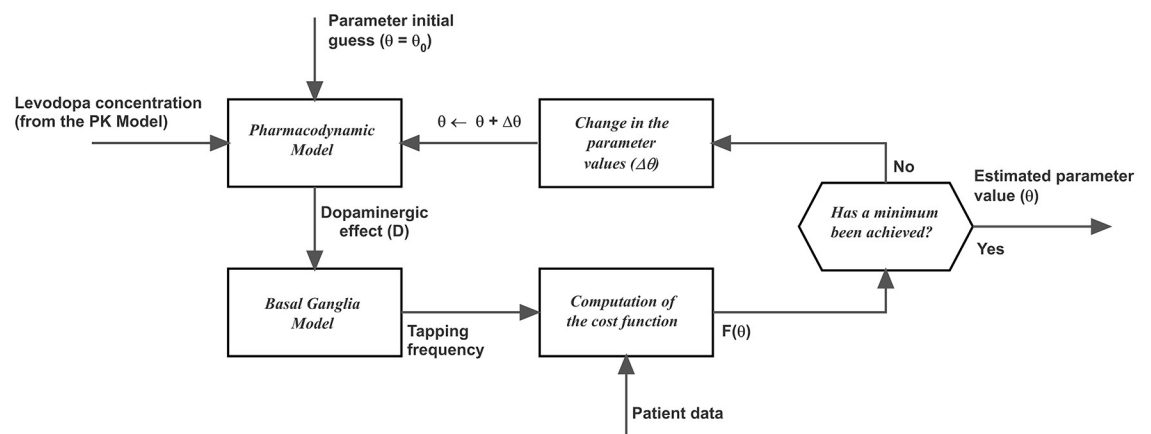 Parameter initial
guess (θ = θ0)
Levodopa concentration
(from the PK Model)
Pharmacodynamic
Model
θ ← θ + Δθ
Change in the
parameter
values (Δθ)
No
Estimated parameter
value (θ)
Has a minimum
been achieved?
Yes
Dopaminergic
effect (D)
Basal Ganglia
Model
Tapping
frequency
Computation of
the cost function
F(θ)
Patient data